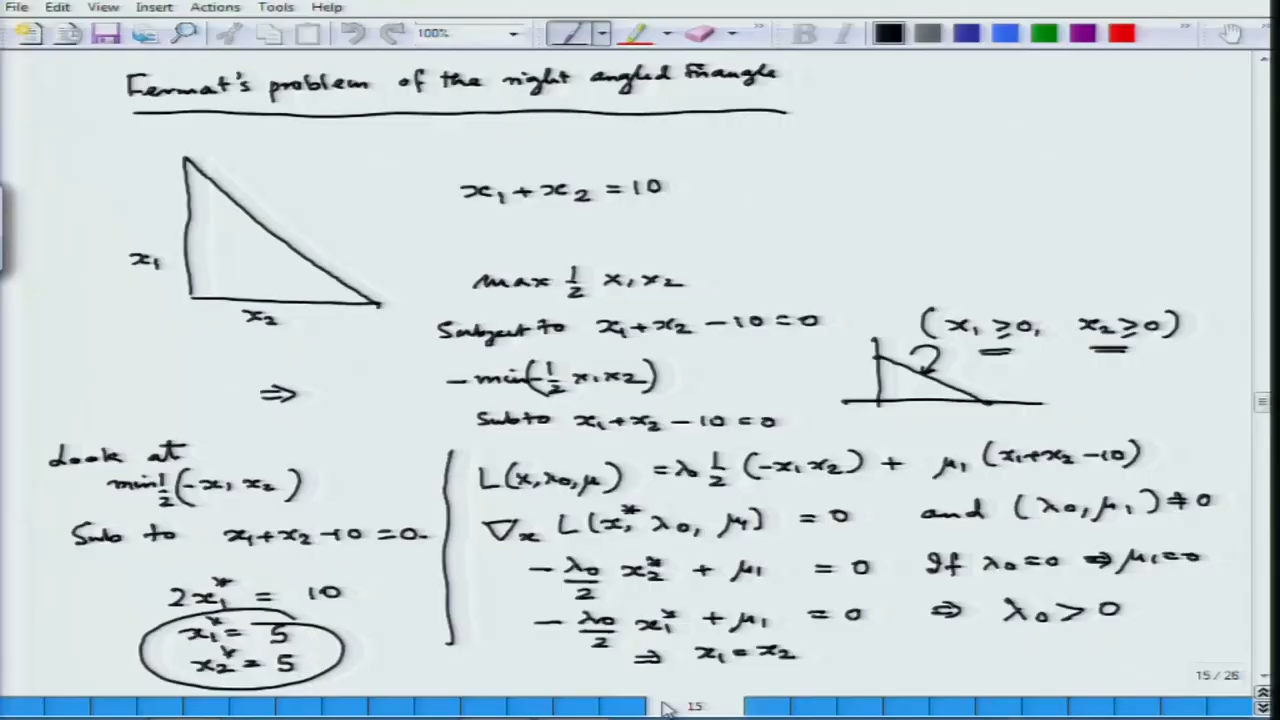 File Edit View Insert Actions Tools Help
100%
Fermat's problem of the right angled triangle
x₁ + x₂ = 10
x₁
x₂
max 1/2 x₁x₂
Subject to x₁+x₂ - 10 = 0 (x₁ ≥ 0, x₂ ≥ 0)
⇒ - min(-1/2 x₁x₂)
Sub to x₁+x₂ - 10 = 0
Look at
min 1/2 (-x₁ x₂)
Sub to x₁+x₂-10 = 0.
2x₁* = 10
x₁* = 5
x₂* = 5
L(x, λ₀, μ) = λ₀ 1/2 (-x₁x₂) + μ₁ (x₁+x₂-10)
∇ₓ L(x*, λ₀, μ₁) = 0 and (λ₀, μ₁) ≠ 0
- λ₀/2 x₂* + μ₁ = 0 If λ₀=0 ⇒ μ₁=0
- λ₀/2 x₁* + μ₁ = 0 ⇒ λ₀ > 0
⇒ x₁ = x₂
15 / 26
15